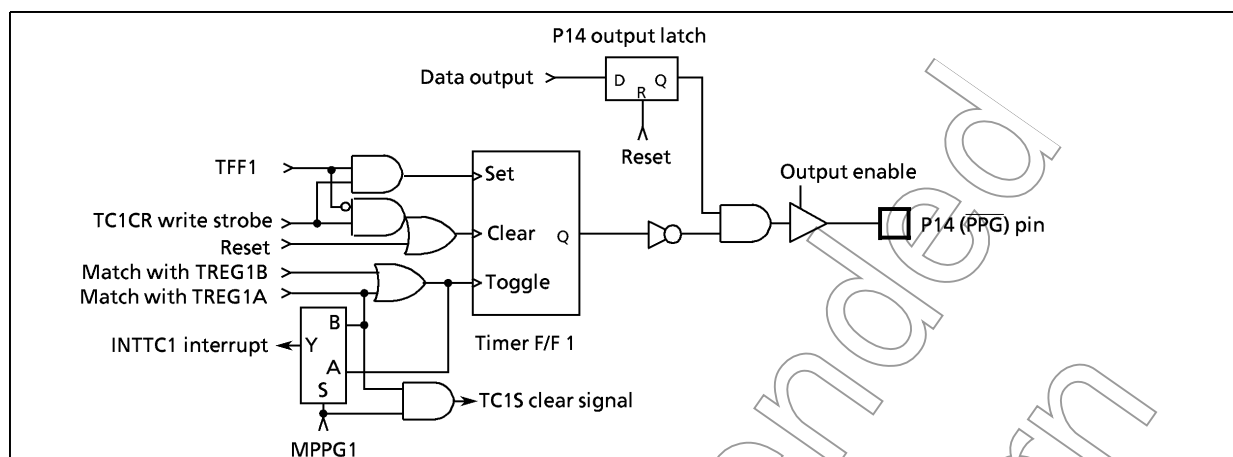 P14 output latch
Data output
D
Q
R
Reset
TFF1
Set
Output enable
TC1CR write strobe
Clear
Q
P14 (PPG) pin
Reset
Match with TREG1B
Toggle
Match with TREG1A
B
INTTC1 interrupt
Y
Timer F/F 1
A
S
TC1S clear signal
MPPG1